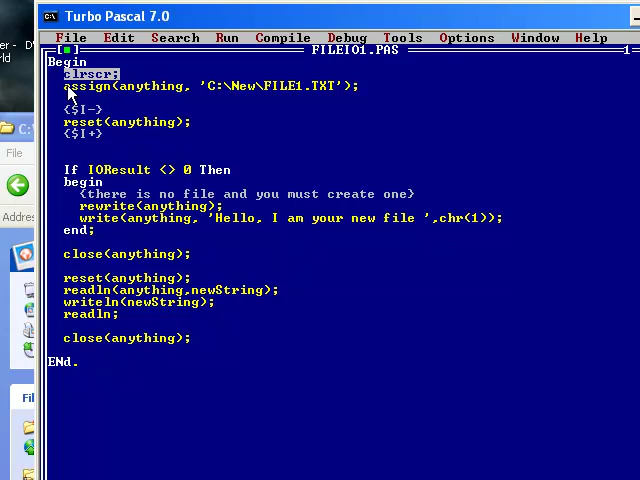 Turbo Pascal 7.0
File Edit Search Run Compile Debug Tools Options Window Help
FILEIO1.PAS 1
Begin
clrscr;
assign(anything, 'C:\New\FILE1.TXT');
{$I-}
reset(anything);
{$I+}
If IOResult <> 0 Then
begin
{there is no file and you must create one}
rewrite(anything);
write(anything, 'Hello, I am your new file ',chr(1));
end;
close(anything);
reset(anything);
readln(anything,newString);
writeln(newString);
readln;
close(anything);
ENd.
C:\
File
Addres